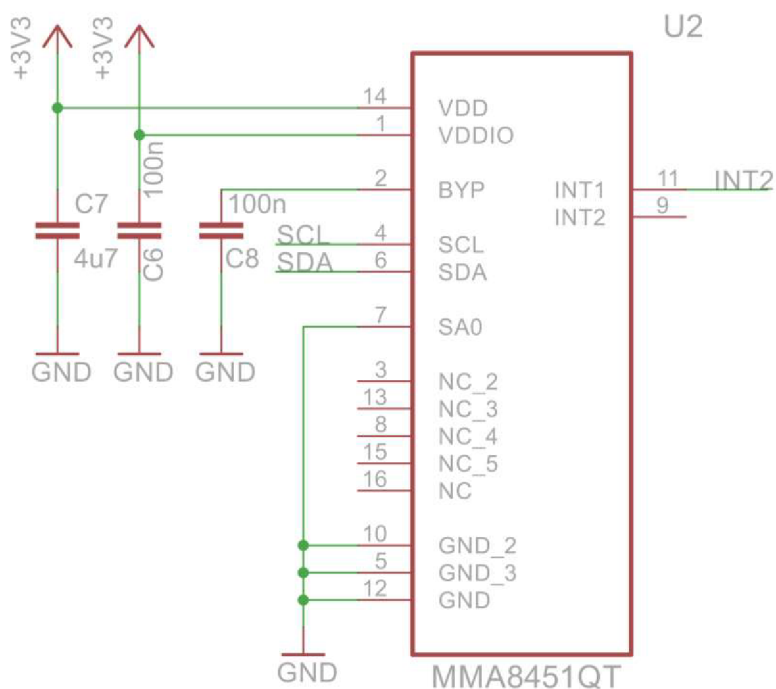 U2
+3V3
+3V3
14
VDD
1
VDDIO
100n
2
BYP
INT1
11
INT2
C7
100n
INT2
9
SCL
4
SCL
4u7
C6
C8
SDA
6
SDA
7
SA0
GND
GND
GND
3
NC_2
13
NC_3
8
NC_4
15
NC_5
16
NC
10
GND_2
5
GND_3
12
GND
GND
MMA8451QT